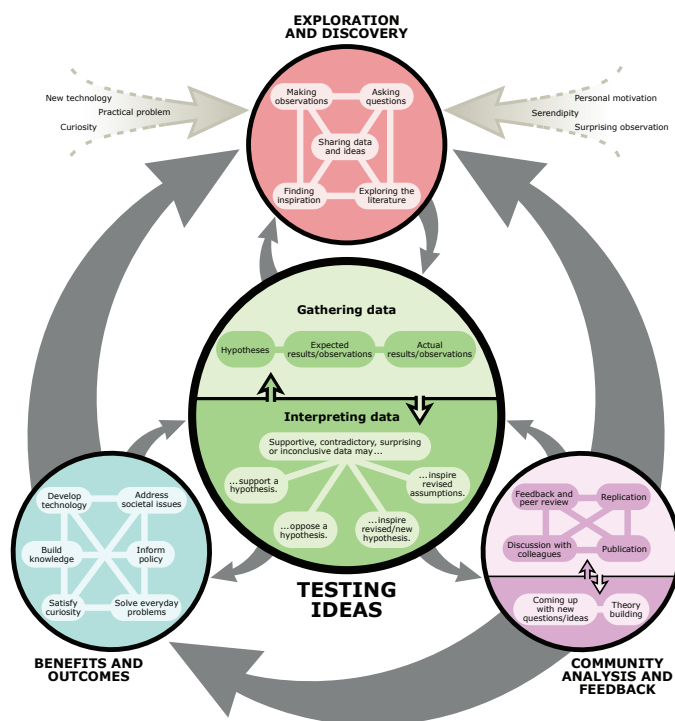 EXPLORATION
AND DISCOVERY
New technology
Practical problem
Curiosity
Personal motivation
Serendipity
Surprising observation
Making
observations
Asking
questions
Sharing data
and ideas
Finding
inspiration
Exploring the
literature
Gathering data
Hypotheses
Expected
results/observations
Actual
results/observations
Interpreting data
Supportive, contradictory, surprising
or inconclusive data may...
...support a
hypothesis.
...oppose a
hypothesis.
...inspire
revised/new
hypothesis.
...inspire
revised
assumptions.
TESTING
IDEAS
Develop
technology
Address
societal issues
Build
knowledge
Inform
policy
Satisfy
curiosity
Solve everyday
problems
BENEFITS AND
OUTCOMES
Feedback and
peer review
Replication
Discussion with
colleagues
Publication
Coming up
with new
questions/ideas
Theory
building
COMMUNITY
ANALYSIS AND
FEEDBACK